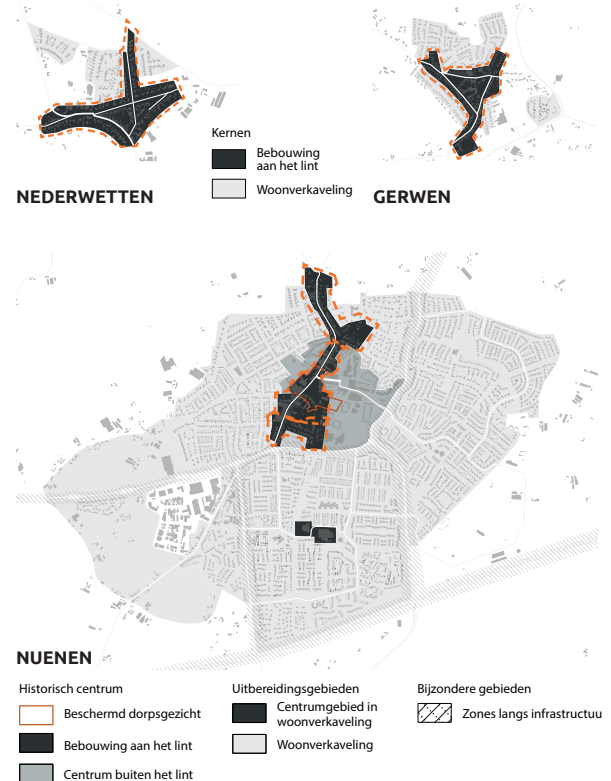 Kernen
Bebouwing
aan het lint
Woonverkaveling
NEDERWETTEN
GERWEN
NUENEN
Historisch centrum
Beschermd dorpsgezicht
Bebouwing aan het lint
Centrum buiten het lint
Uitbereidingsgebieden
Centrumgebied in
woonverkaveling
Woonverkaveling
Bijzondere gebieden
Zones langs infrastructuu